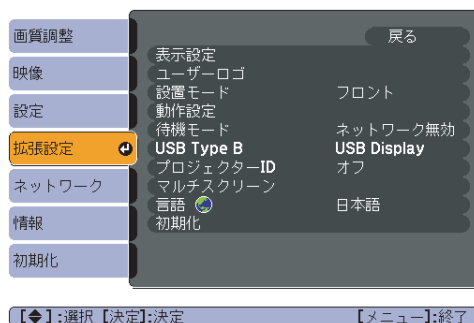 画質調整
映像
設定
拡張設定
ネットワーク
情報
初期化
戻る
表示設定
ユーザーロゴ
設置モード フロント
動作設定
待機モード ネットワーク無効
USB Type B USB Display
プロジェクターID オフ
マルチスクリーン
言語 日本語
初期化
【◆】:選択 【決定】:決定 【メニュー】:終了